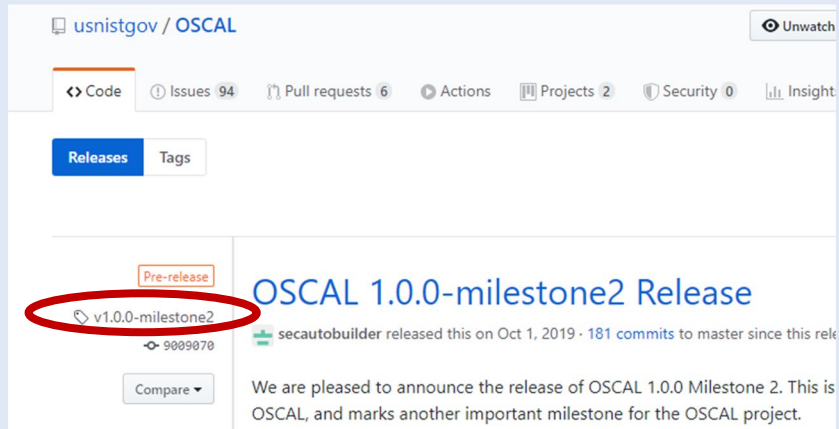 usnistgov / OSCAL
Unwatch
Code Issues 94 Pull requests 6 Actions Projects 2 Security 0 Insight
Releases Tags
Pre-release
v1.0.0-milestone2
9009070
Compare
OSCAL 1.0.0-milestone2 Release
secautobuilder released this on Oct 1, 2019 · 181 commits to master since this rele
We are pleased to announce the release of OSCAL 1.0.0 Milestone 2. This is
OSCAL, and marks another important milestone for the OSCAL project.